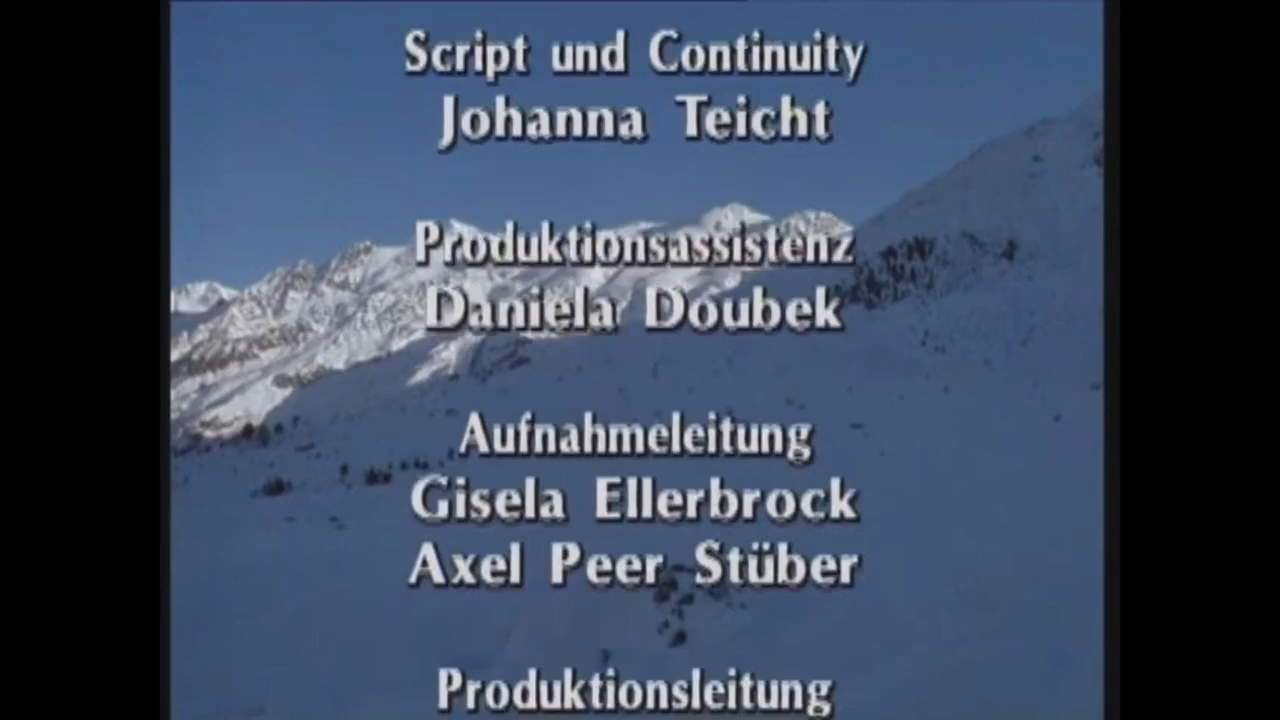 Script und Continuity
Johanna Teicht
Produktionsassistenz
Daniela Doubek
Aufnahmeleitung
Gisela Ellerbrock
Axel Peer Stüber
Produktionsleitung